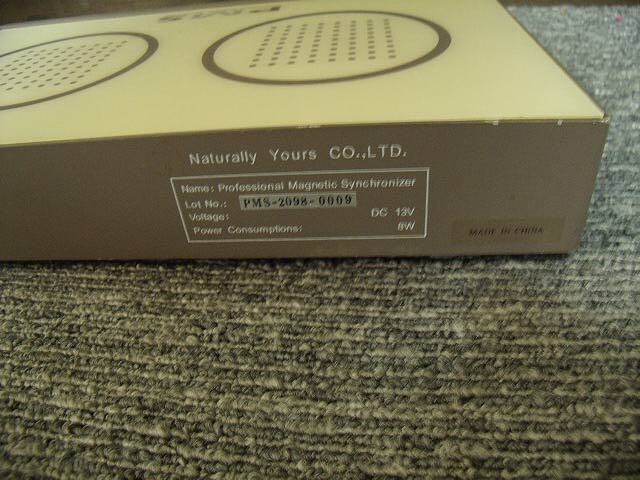 PMS
Naturally Yours CO.,LTD.
Name: Professional Magnetic Synchronizer
Lot No.: PMS-2098-0009
Voltage: DC 13V
Power Consumptions: 8W
MADE IN CHINA